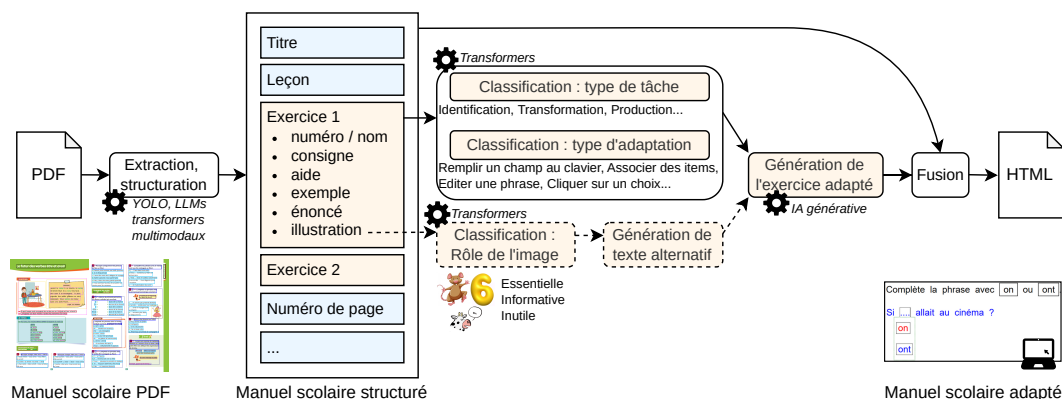 PDF
Extraction,
structuration
YOLO, LLMs
transformers
multimodaux
Manuel scolaire PDF
Titre
Leçon
Exercice 1
• numéro / nom
• consigne
• aide
• exemple
• énoncé
• illustration
Exercice 2
Numéro de page
...
Manuel scolaire structuré
Transformers
Classification : type de tâche
Identification, Transformation, Production...
Classification : type d'adaptation
Remplir un champ au clavier, Associer des items,
Editer une phrase, Cliquer sur un choix...
Transformers
Classification :
Rôle de l'image
6
Essentielle
Informative
Inutile
Génération de
texte alternatif
Génération de
l'exercice adapté
IA générative
Fusion
HTML
Complète la phrase avec on ou ont.
Si .... allait au cinéma ?
on
ont
Manuel scolaire adapté